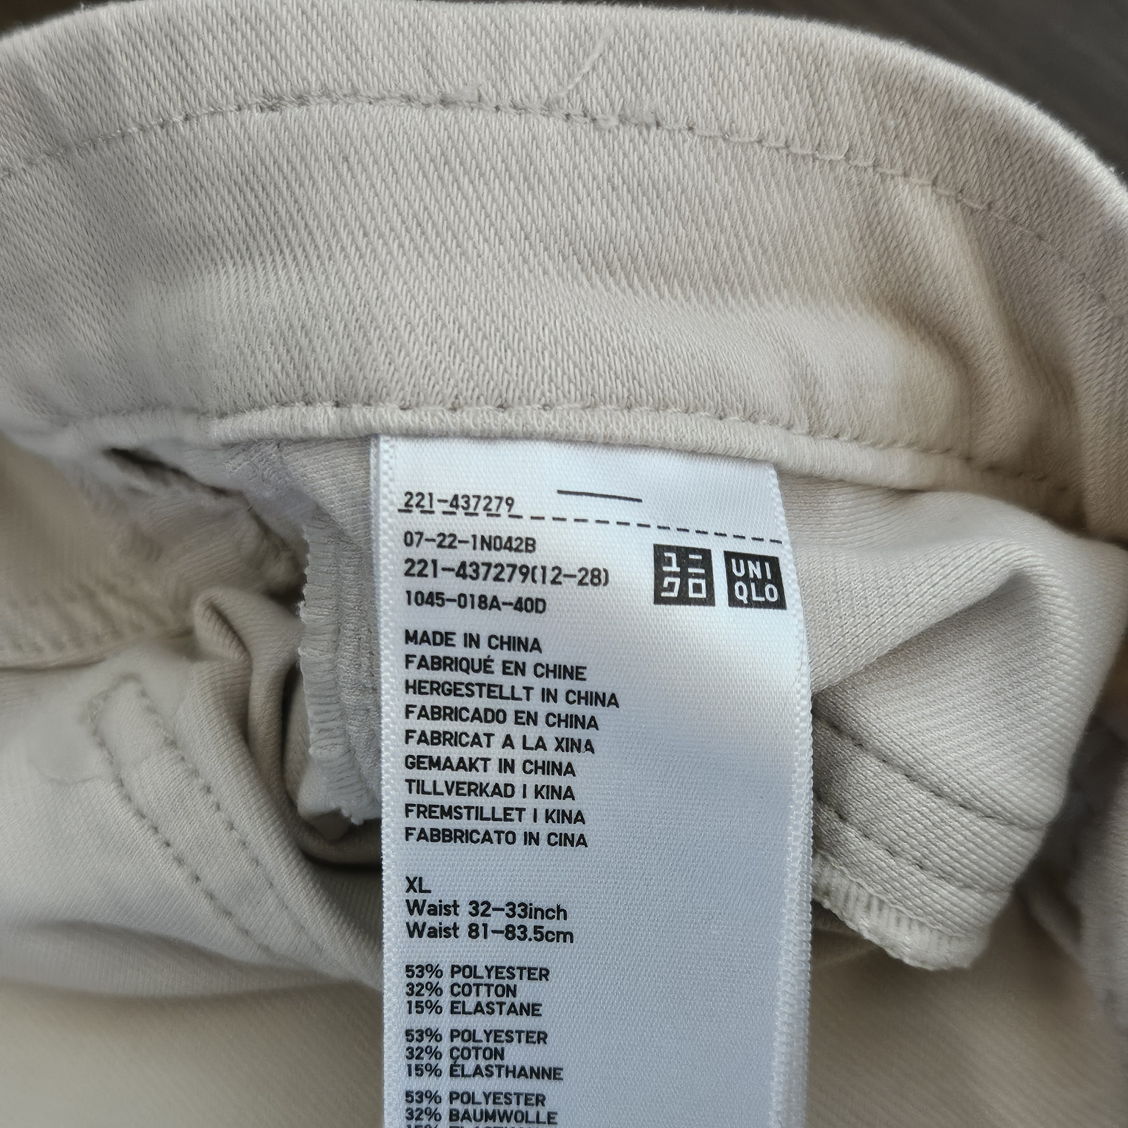 221-437279
07-22-1N042B
221-437279(12-28)
1045-018A-40D
ユニ
クロ
UNI
QLO
MADE IN CHINA
FABRIQUÉ EN CHINE
HERGESTELLT IN CHINA
FABRICADO EN CHINA
FABRICAT A LA XINA
GEMAAKT IN CHINA
TILLVERKAD I KINA
FREMSTILLET I KINA
FABBRICATO IN CINA
XL
Waist 32-33inch
Waist 81-83.5cm
53% POLYESTER
32% COTTON
15% ELASTANE
53% POLYESTER
32% COTON
15% ÉLASTHANNE
53% POLYESTER
32% BAUMWOLLE